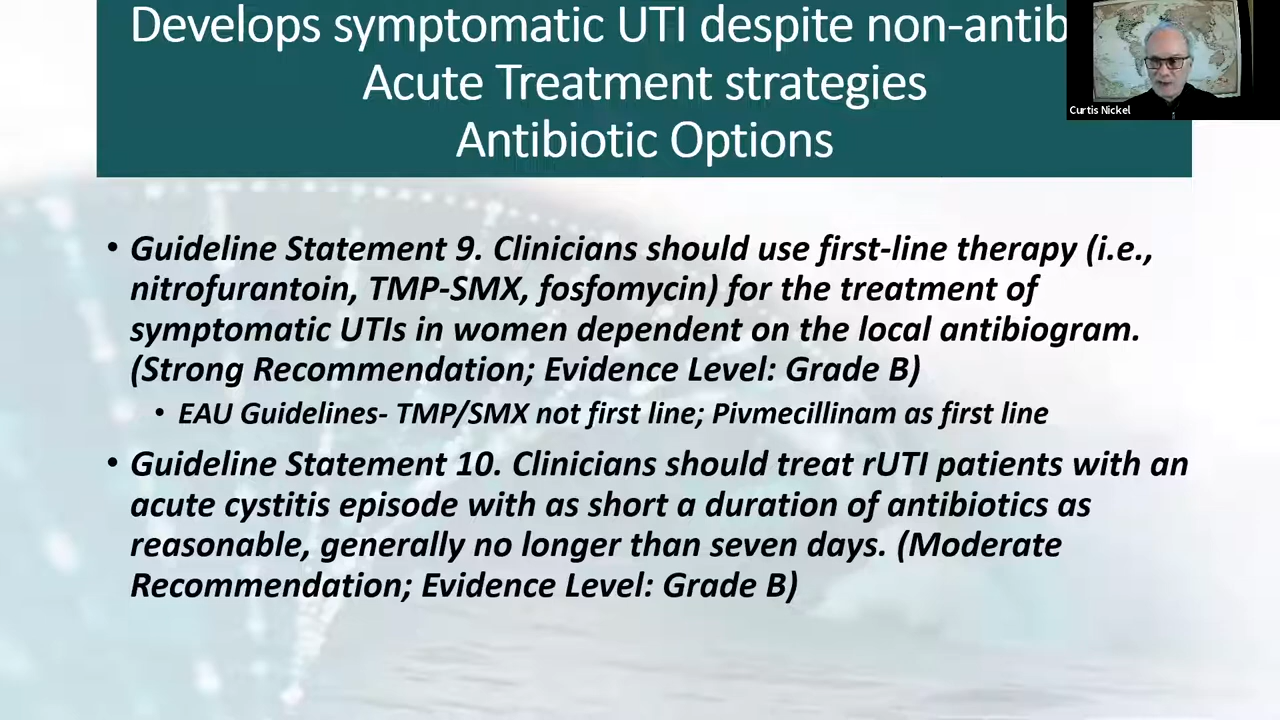 Develops symptomatic UTI despite non-antib
Acute Treatment strategies
Antibiotic Options
Curtis Nickel
• Guideline Statement 9. Clinicians should use first-line therapy (i.e.,
nitrofurantoin, TMP-SMX, fosfomycin) for the treatment of
symptomatic UTIs in women dependent on the local antibiogram.
(Strong Recommendation; Evidence Level: Grade B)
• EAU Guidelines- TMP/SMX not first line; Pivmecillinam as first line
• Guideline Statement 10. Clinicians should treat rUTI patients with an
acute cystitis episode with as short a duration of antibiotics as
reasonable, generally no longer than seven days. (Moderate
Recommendation; Evidence Level: Grade B)